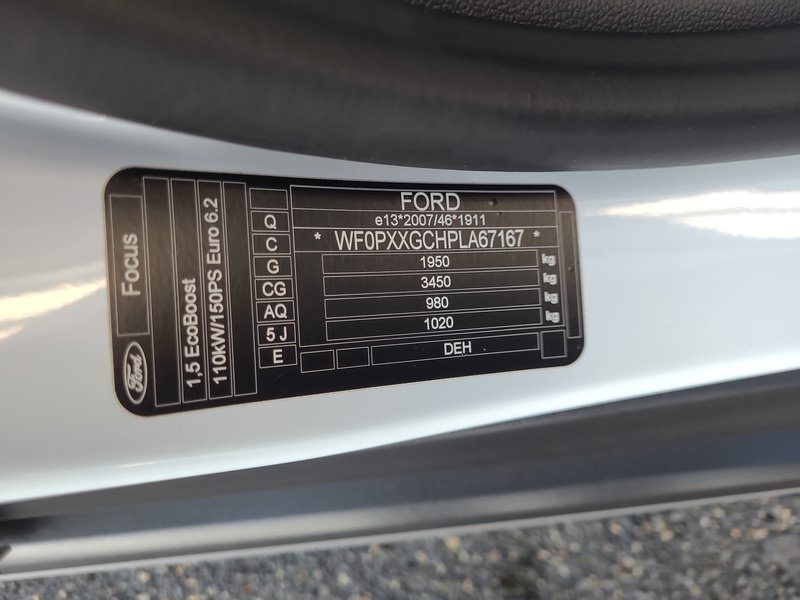 Focus
Ford
1,5 EcoBoost
110kW/150PS Euro 6.2
Q
C
G
CG
AQ
5 J
E
FORD
e13*2007/46*1911
* WF0PXXGCHPLA67167 *
1950 kg
3450 kg
980 kg
1020 kg
DEH